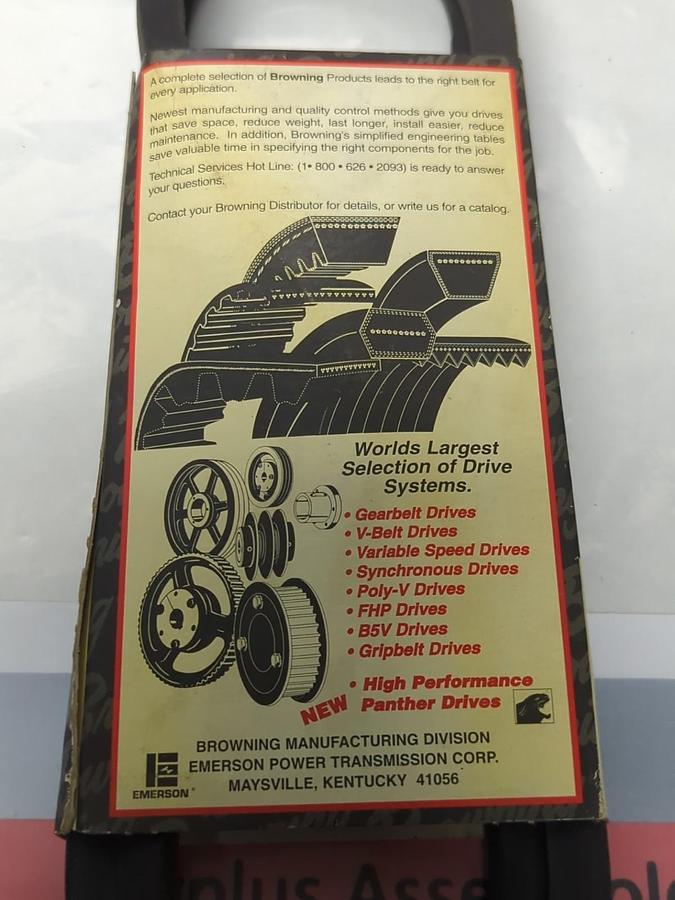 A complete selection of Browning Products leads to the right belt for
every application.
Newest manufacturing and quality control methods give you drives
that save space, reduce weight, last longer, install easier, reduce
maintenance. In addition, Browning's simplified engineering tables
save valuable time in specifying the right components for the job.
Technical Services Hot Line: (1• 800 • 626 • 2093) is ready to answer
your questions.
Contact your Browning Distributor for details, or write us for a catalog.
Worlds Largest
Selection of Drive
Systems.
• Gearbelt Drives
• V-Belt Drives
• Variable Speed Drives
• Synchronous Drives
• Poly-V Drives
• FHP Drives
• B5V Drives
• Gripbelt Drives
NEW • High Performance
Panther Drives
BROWNING MANUFACTURING DIVISION
EMERSON POWER TRANSMISSION CORP.
MAYSVILLE, KENTUCKY 41056
EMERSON®